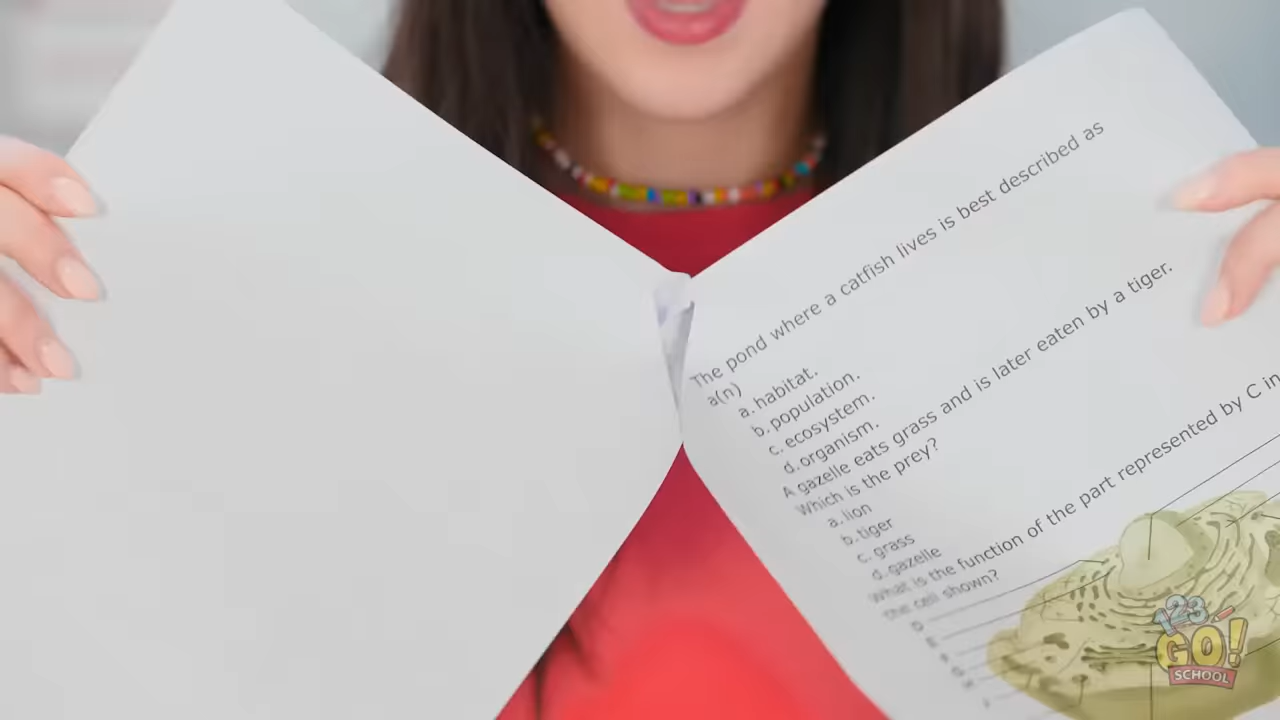 The pond where a catfish lives is best described as
a(n)
a. habitat.
b. population.
c. ecosystem.
d. organism.
A gazelle eats grass and is later eaten by a tiger.
Which is the prey?
a. lion
b. tiger
c. grass
d. gazelle
what is the function of the part represented by C in
the cell shown?
123
GO!
SCHOOL